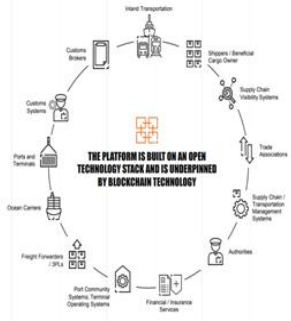 Inland Transportation
Customs
Brokers
Shippers / Beneficial
Cargo Owner
Customs
Systems
Supply Chain
Visibility Systems
THE PLATFORM IS BUILT ON AN OPEN
TECHNOLOGY STACK AND IS UNDERPINNED
BY BLOCKCHAIN TECHNOLOGY
Ports and
Terminals
Trade
Associations
Ocean Carriers
Supply Chain /
Transportation
Management
Systems
Freight Forwarders
/ 3PLs
Authorities
Port Community
Systems, Terminal
Operating Systems
Financial / Insurance
Services